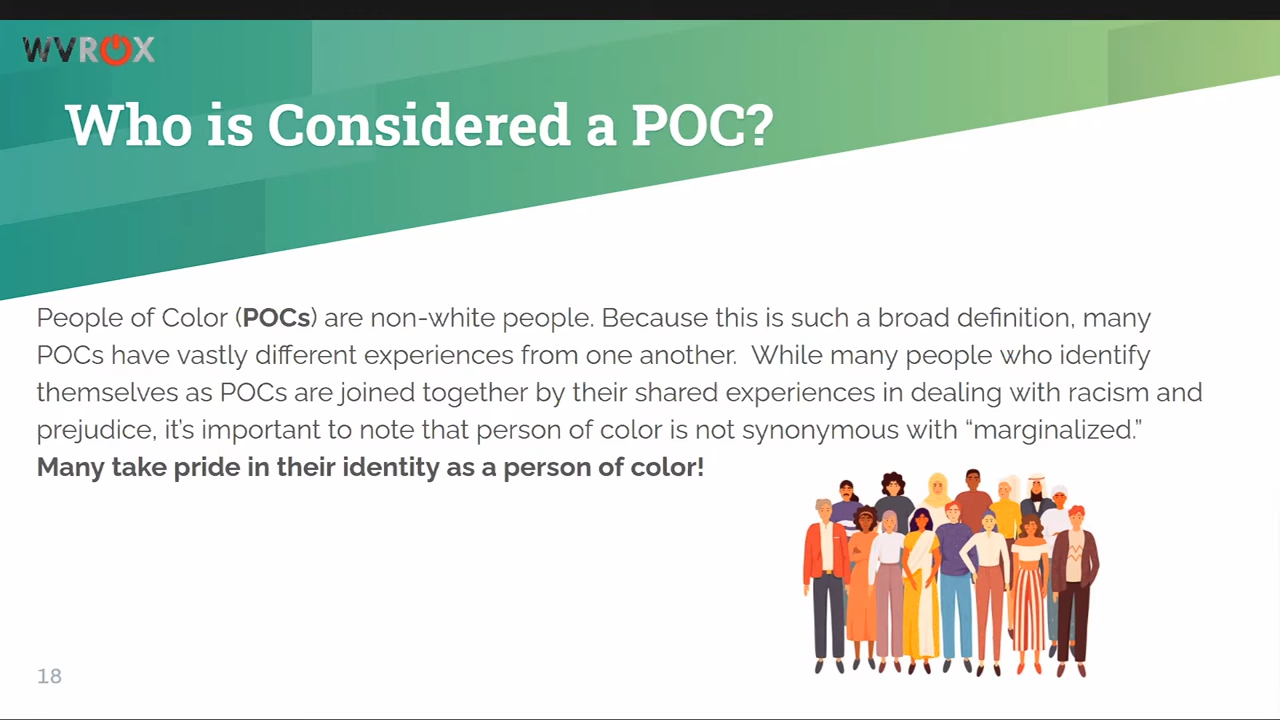 WVROX
Who is Considered a POC?
People of Color (POCs) are non-white people. Because this is such a broad definition, many
POCs have vastly different experiences from one another.  While many people who identify
themselves as POCs are joined together by their shared experiences in dealing with racism and
prejudice, it’s important to note that person of color is not synonymous with “marginalized.”
Many take pride in their identity as a person of color!
18